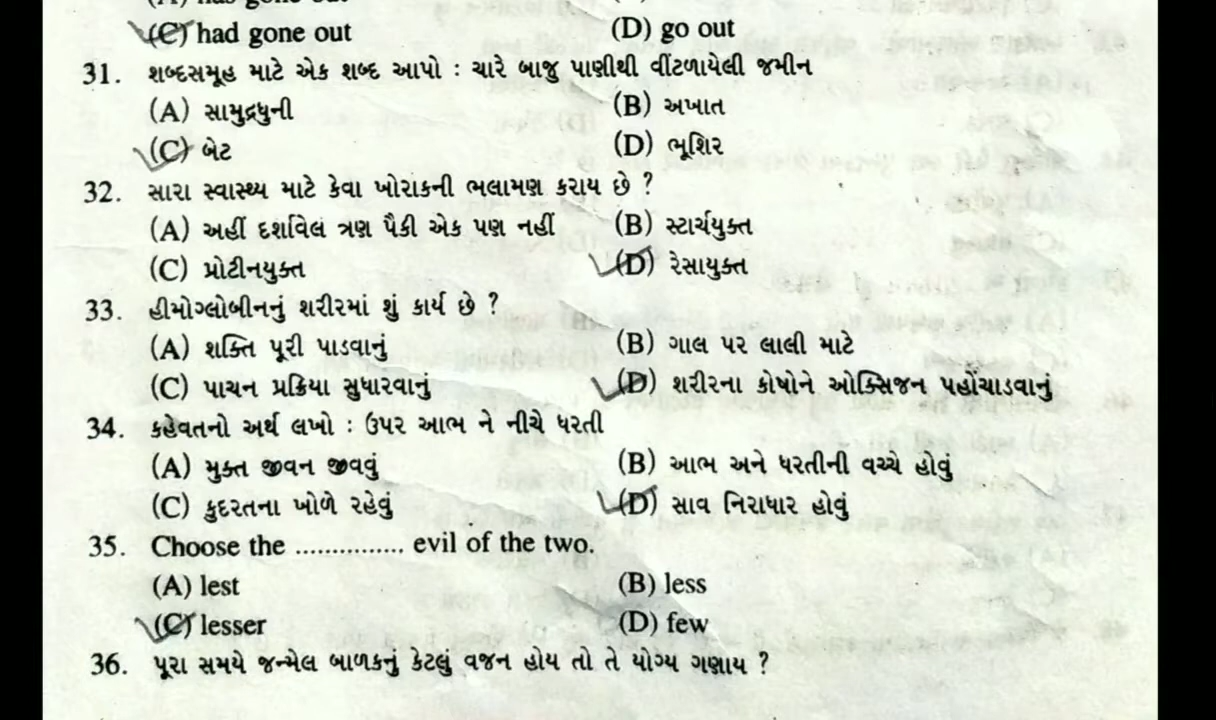 (C) had gone out (D) go out
31. શબ્દસમૂહ માટે એક શબ્દ આપો : ચારે બાજુ પાણીથી વીંટળાયેલી જમીન
(A) સામુદ્રધુની (B) અખાત
(C) બેટ (D) ભૂશિર
32. સારા સ્વાસ્થ્ય માટે કેવા ખોરાકની ભલામણ કરાય છે ?
(A) અહીં દર્શાવેલ ત્રણ પૈકી એક પણ નહીં (B) સ્ટાર્ચયુક્ત
(C) પ્રોટીનયુક્ત (D) રેસાયુક્ત
33. હીમોગ્લોબીનનું શરીરમાં શું કાર્ય છે ?
(A) શક્તિ પૂરી પાડવાનું (B) ગાલ પર લાલી માટે
(C) પાચન પ્રક્રિયા સુધારવાનું (D) શરીરના કોષોને ઓક્સિજન પહોંચાડવાનું
34. કહેવતનો અર્થ લખો : ઉપર આભ ને નીચે ધરતી
(A) મુક્ત જીવન જીવવું (B) આભ અને ધરતીની વચ્ચે હોવું
(C) કુદરતના ખોળે રહેવું (D) સાવ નિરાધાર હોવું
35. Choose the ............... evil of the two.
(A) lest (B) less
(C) lesser (D) few
36. પૂરા સમયે જન્મેલ બાળકનું કેટલું વજન હોય તો તે યોગ્ય ગણાય ?